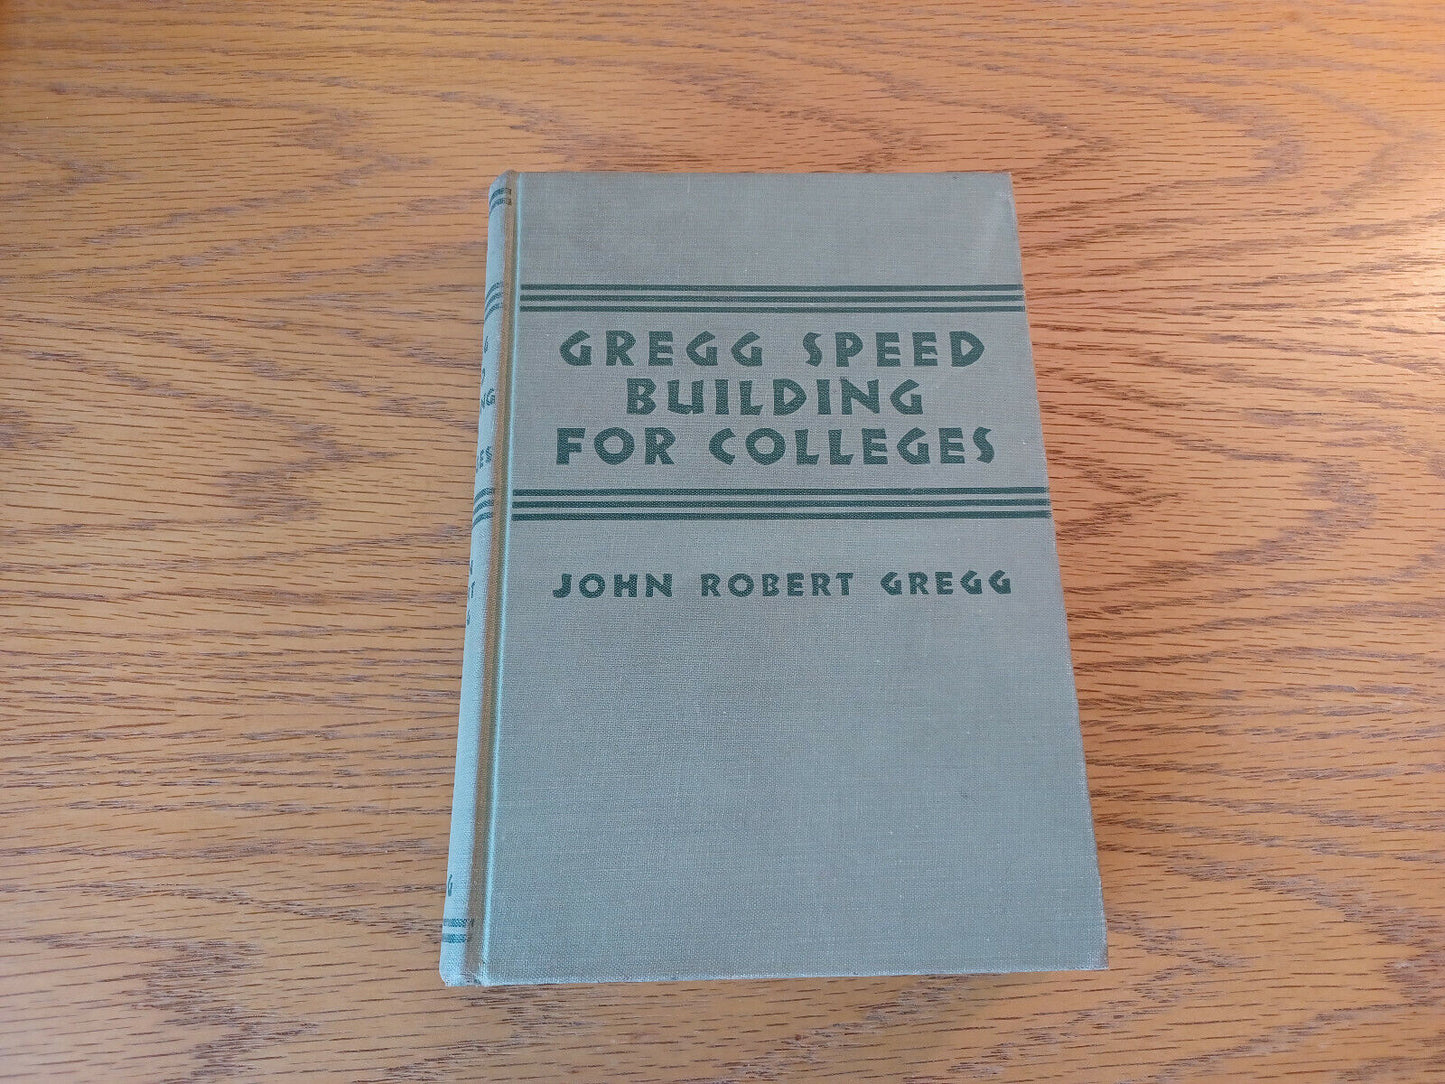 GREGG SPEED
BUILDING
FOR COLLEGES
JOHN ROBERT GREGG